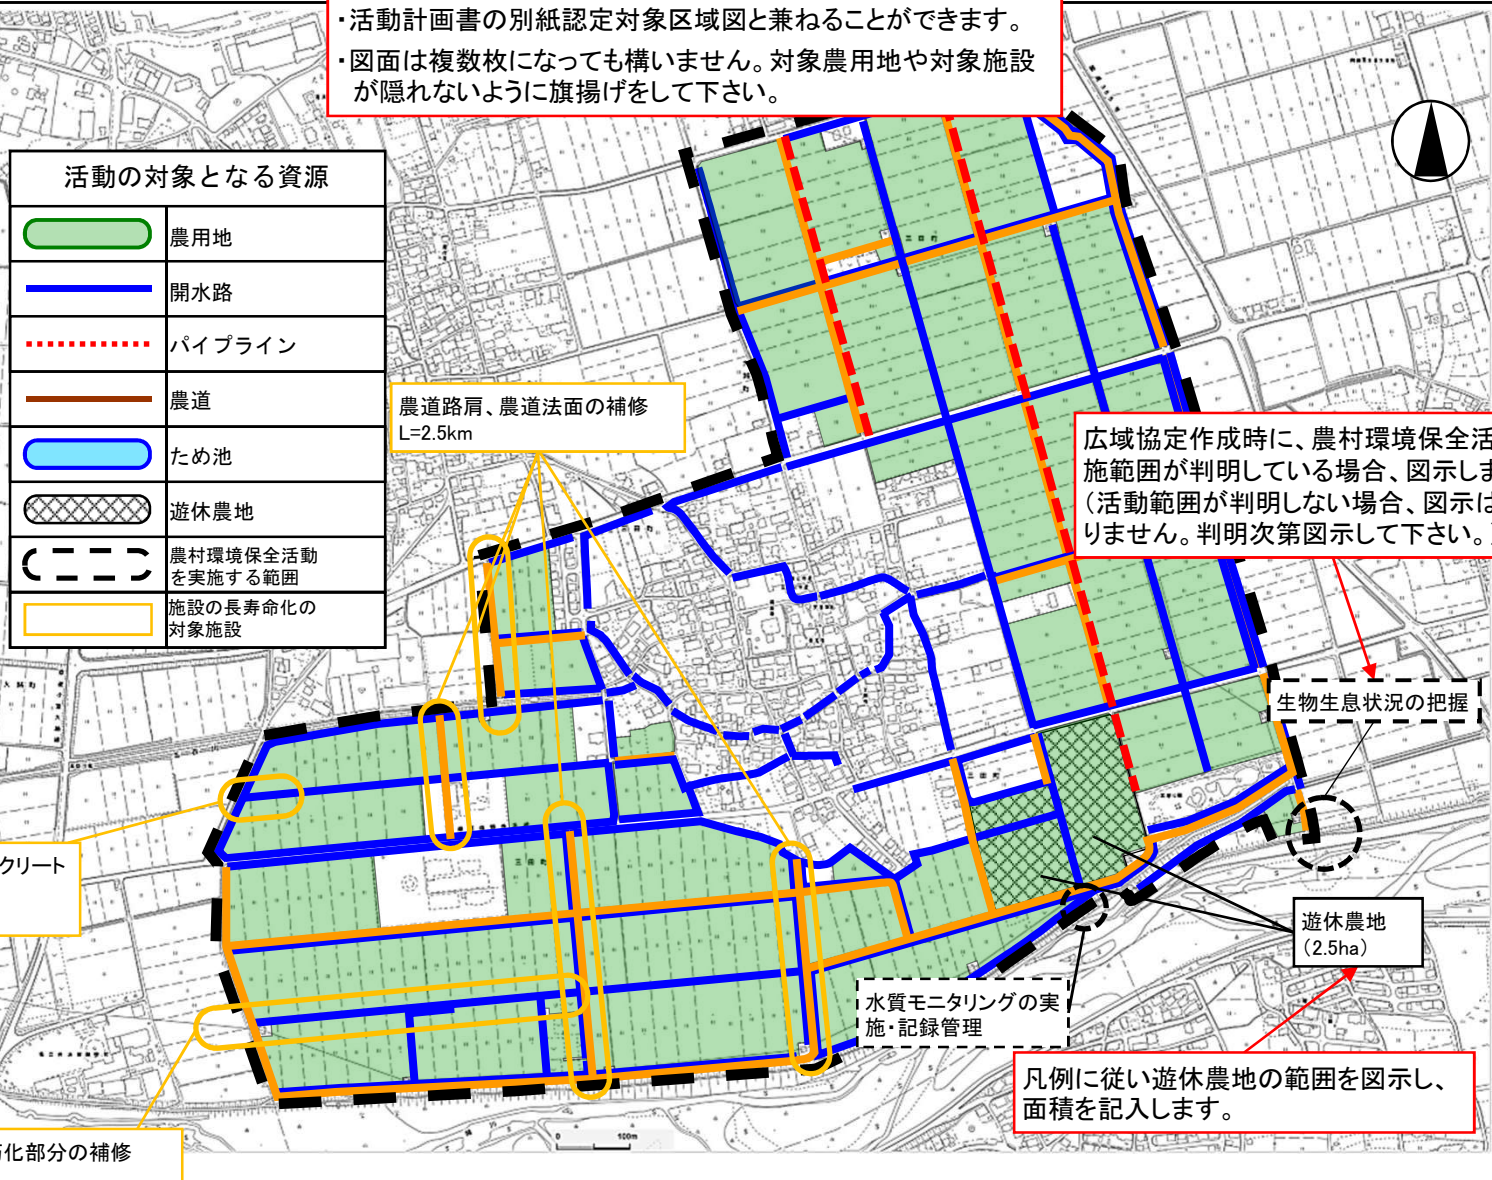 ・活動計画書の別紙認定対象区域図と兼ねることができます。
・図面は複数枚になっても構いません。対象農用地や対象施設
が隠れないように旗揚げをして下さい。
活動の対象となる資源
農用地
開水路
パイプライン
農道
ため池
遊休農地
農村環境保全活動
を実施する範囲
施設の長寿命化の
対象施設
農道路肩、農道法面の補修
L=2.5km
広域協定作成時に、農村環境保全活
施範囲が判明している場合、図示しま
（活動範囲が判明しない場合、図示は
りません。判明次第図示して下さい。）
生物生息状況の把握
クリート
遊休農地
（2.5ha）
水質モニタリングの実
施・記録管理
凡例に従い遊休農地の範囲を図示し、
面積を記入します。
化部分の補修
三田町
三田町
三田町
0 100m